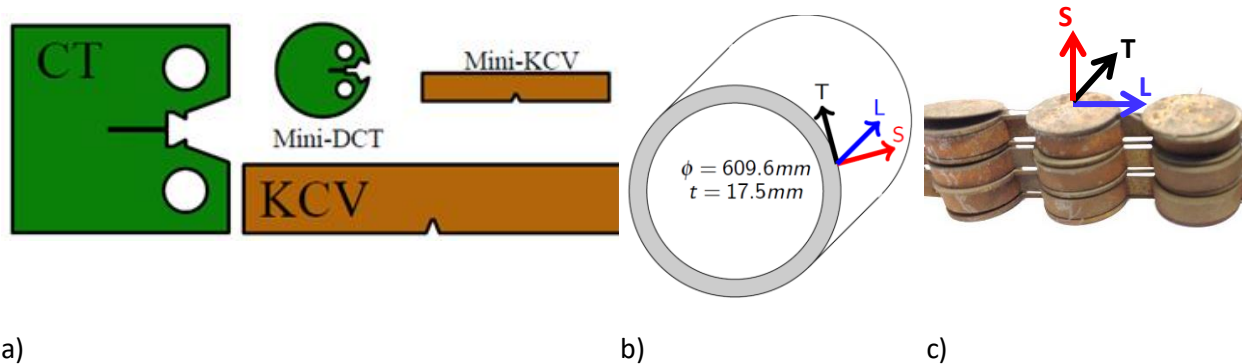 CT
Mini-DCT
Mini-KCV
KCV
a)
T
L
S
ϕ = 609.6mm
t = 17.5mm
b)
S
T
L
c)